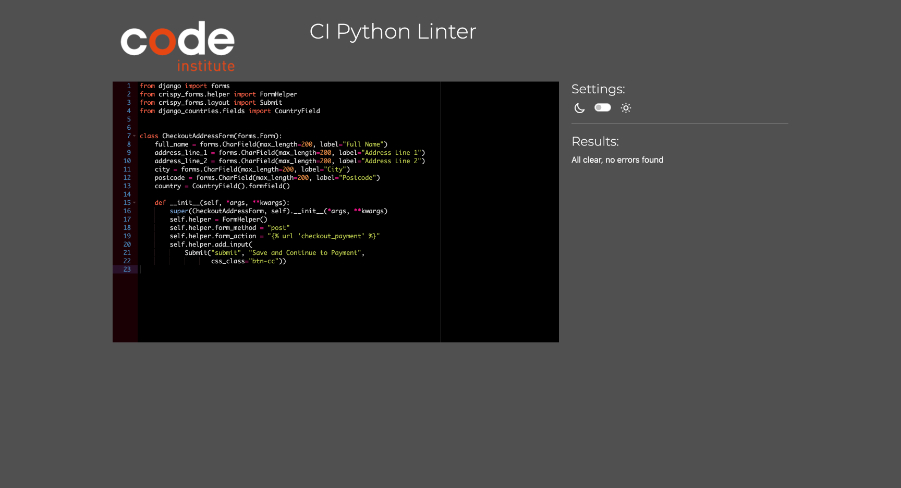 code
institute
CI Python Linter
1 from django import forms
2 from crispy_forms.helper import FormHelper
3 from crispy_forms.layout import Submit
4 from django_countries.fields import CountryField
5
6
7 class CheckoutAddressForm(forms.Form):
8     full_name = forms.CharField(max_length=200, label="Full Name")
9     address_line_1 = forms.CharField(max_length=200, label="Address Line 1")
10     address_line_2 = forms.CharField(max_length=200, label="Address Line 2")
11     city = forms.CharField(max_length=200, label="City")
12     postcode = forms.CharField(max_length=200, label="Postcode")
13     country = CountryField().formfield()
14
15     def __init__(self, *args, **kwargs):
16         super(CheckoutAddressForm, self).__init__(*args, **kwargs)
17         self.helper = FormHelper()
18         self.helper.form_method = "post"
19         self.helper.form_action = "{% url 'checkout_payment' %}"
20         self.helper.add_input(
21             Submit("submit", "Save and Continue to Payment",
22                    css_class="btn-cc"))
23
Settings:
Results:
All clear, no errors found